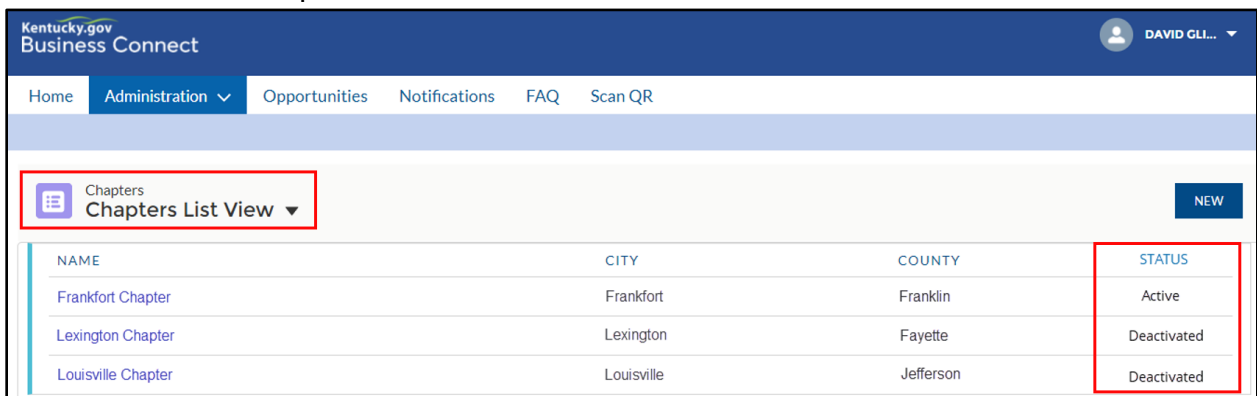 Kentucky.gov
Business Connect
DAVID GLI...
Home Administration Opportunities Notifications FAQ Scan QR
Chapters
Chapters List View
NEW
NAME CITY COUNTY STATUS
Frankfort Chapter Frankfort Franklin Active
Lexington Chapter Lexington Fayette Deactivated
Louisville Chapter Louisville Jefferson Deactivated